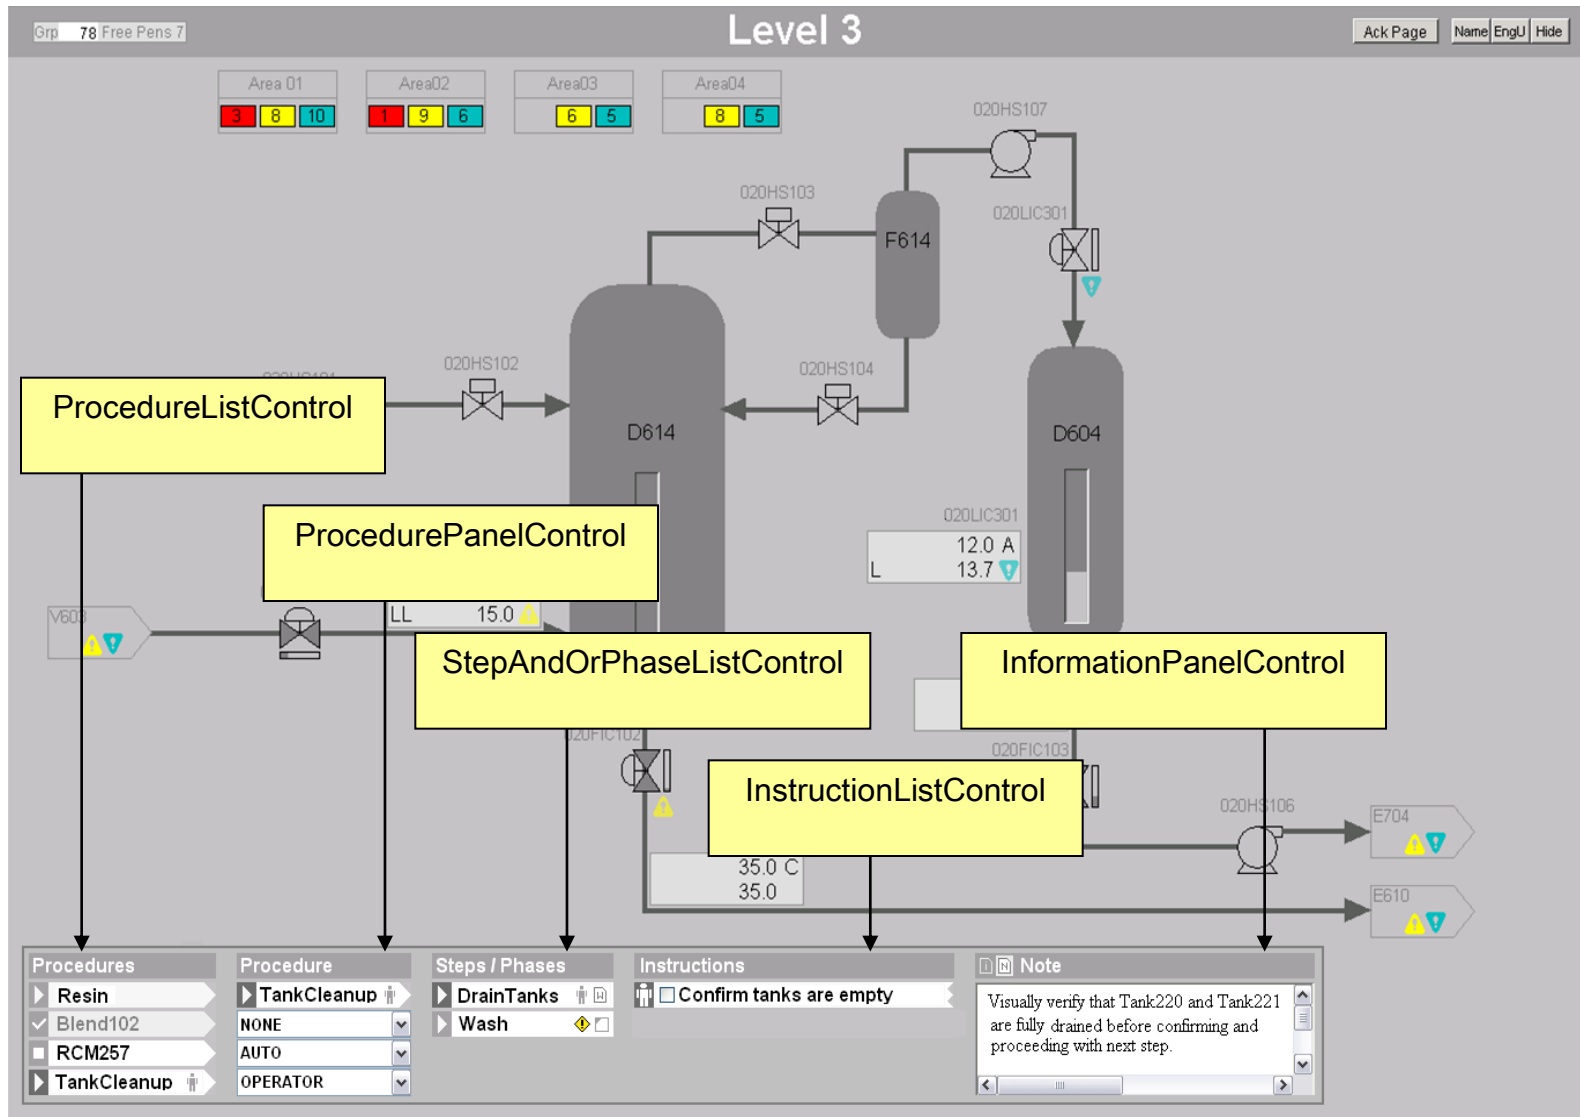 Grp 78 Free Pens 7
Level 3
Ack Page Name EngU Hide
Area 01 Area02 Area03 Area04
3 8 10 1 9 6 6 5 8 5
020HS107
020HS103
020LIC301
F614
020HS102
020HS104
ProcedureListControl
D614
D604
ProcedurePanelControl
020LIC301
12.0 A
L 13.7
V603
LL 15.0
StepAndOrPhaseListControl
InformationPanelControl
020FIC102
020FIC103
InstructionListControl
020HS106
E704
35.0 C
35.0
E610
Procedures
Resin
Blend102
RCM257
TankCleanup
Procedure
TankCleanup
NONE
AUTO
OPERATOR
Steps / Phases
DrainTanks
Wash
Instructions
Confirm tanks are empty
Note
Visually verify that Tank220 and Tank221
are fully drained before confirming and
proceeding with next step.